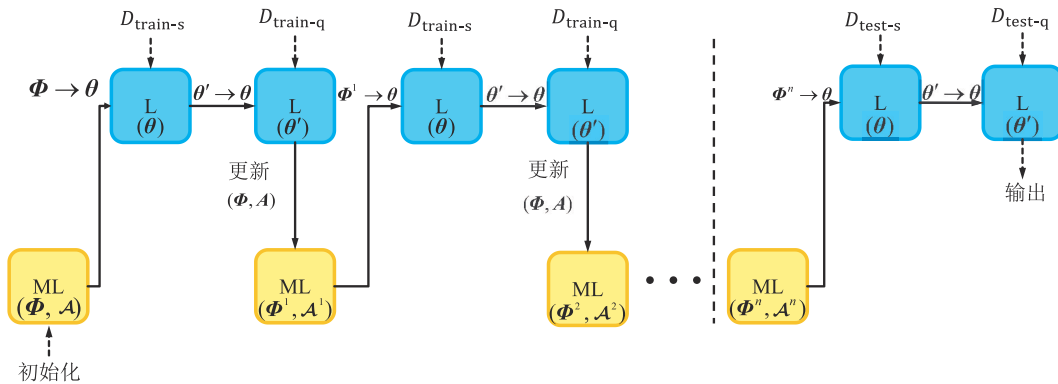 D_train-s
D_train-q
D_train-s
D_train-q
D_test-s
D_test-q
Φ → θ
L
(θ)
θ′ → θ
L
(θ′)
Φ¹ → θ
L
(θ)
θ′ → θ
L
(θ′)
Φⁿ → θ
L
(θ)
θ′ → θ
L
(θ′)
更新
(Φ, A)
更新
(Φ, A)
输出
ML
(Φ, 𝒜)
ML
(Φ¹, 𝒜¹)
ML
(Φ², 𝒜²)
• • •
ML
(Φⁿ, 𝒜ⁿ)
初始化